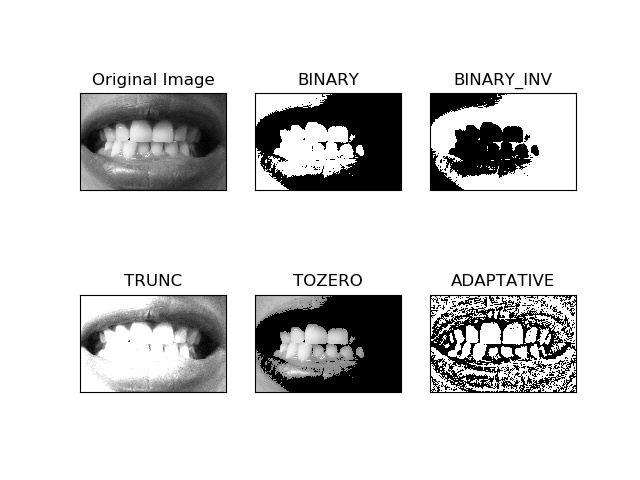 Original Image
BINARY
BINARY_INV
TRUNC
TOZERO
ADAPTATIVE